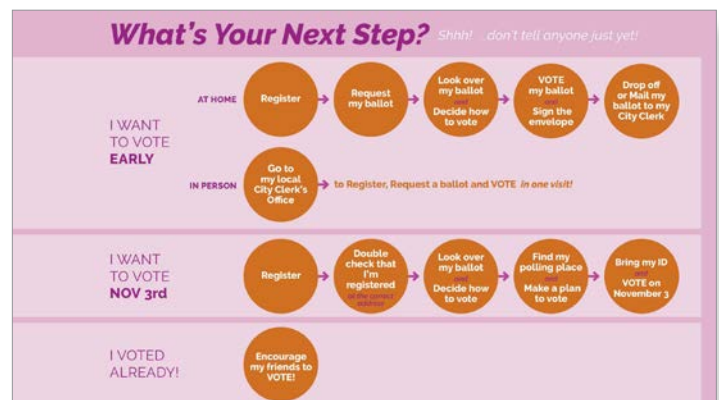 What's Your Next Step? Shhh! ...don't tell anyone just yet!
I WANT
TO VOTE
EARLY
AT HOME
Register
Request
my ballot
Look over
my ballot
and
Decide how
to vote
VOTE
my ballot
and
Sign the
envelope
Drop off
or Mail my
ballot to my
City Clerk
IN PERSON
Go to
my local
City Clerk's
Office
to Register, Request a ballot and VOTE in one visit!
I WANT
TO VOTE
NOV 3rd
Register
Double
check that
I'm
registered
at the correct
address
Look over
my ballot
and
Decide how
to vote
Find my
polling place
and
Make a plan
to vote
Bring my ID
and
VOTE on
November 3
I VOTED
ALREADY!
Encourage
my friends to
VOTE!